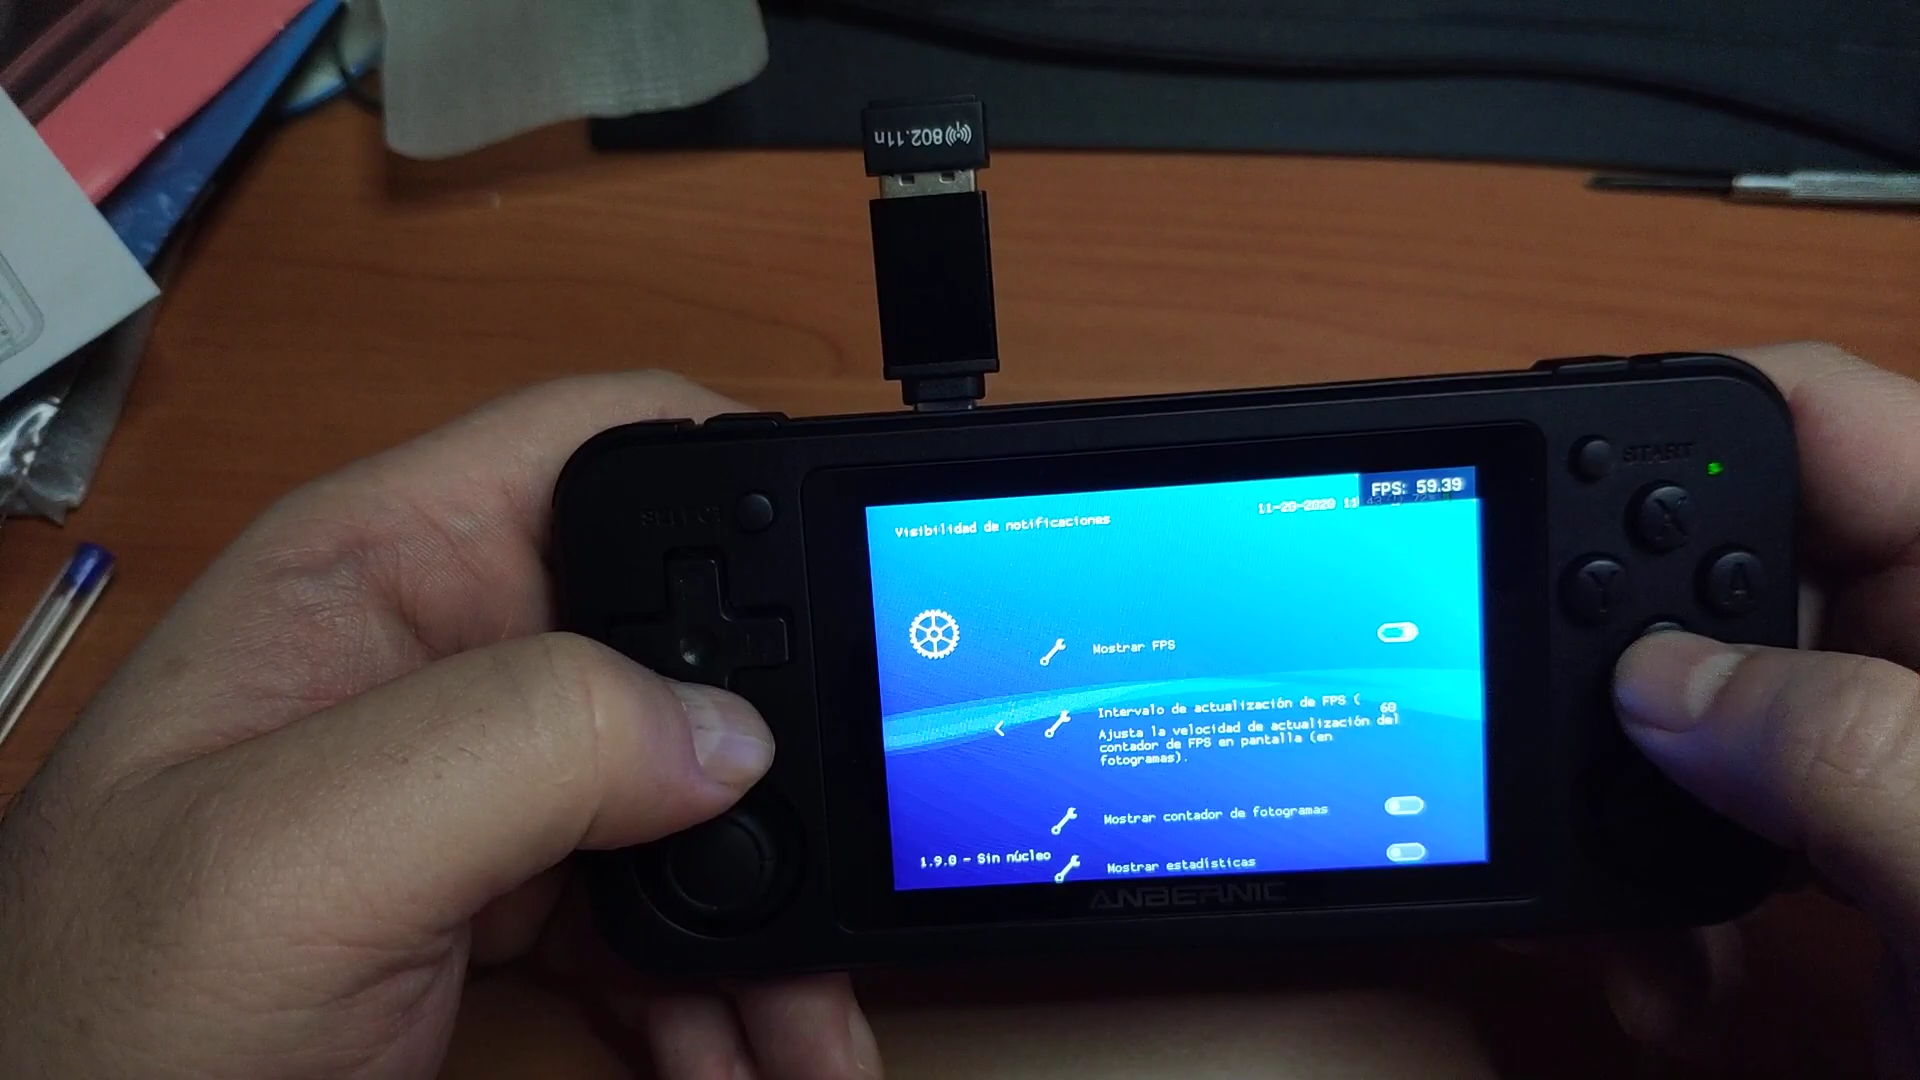 802.11n
START
SELECT
X
Y
A
FPS: 59.39
11-20-2020 11
Visibilidad de notificaciones
Mostrar FPS
Intervalo de actualización de FPS ( 60
Ajusta la velocidad de actualización del
contador de FPS en pantalla (en
fotogramas).
Mostrar contador de fotogramas
1.9.0 - Sin núcleo
Mostrar estadísticas
ANBERNIC